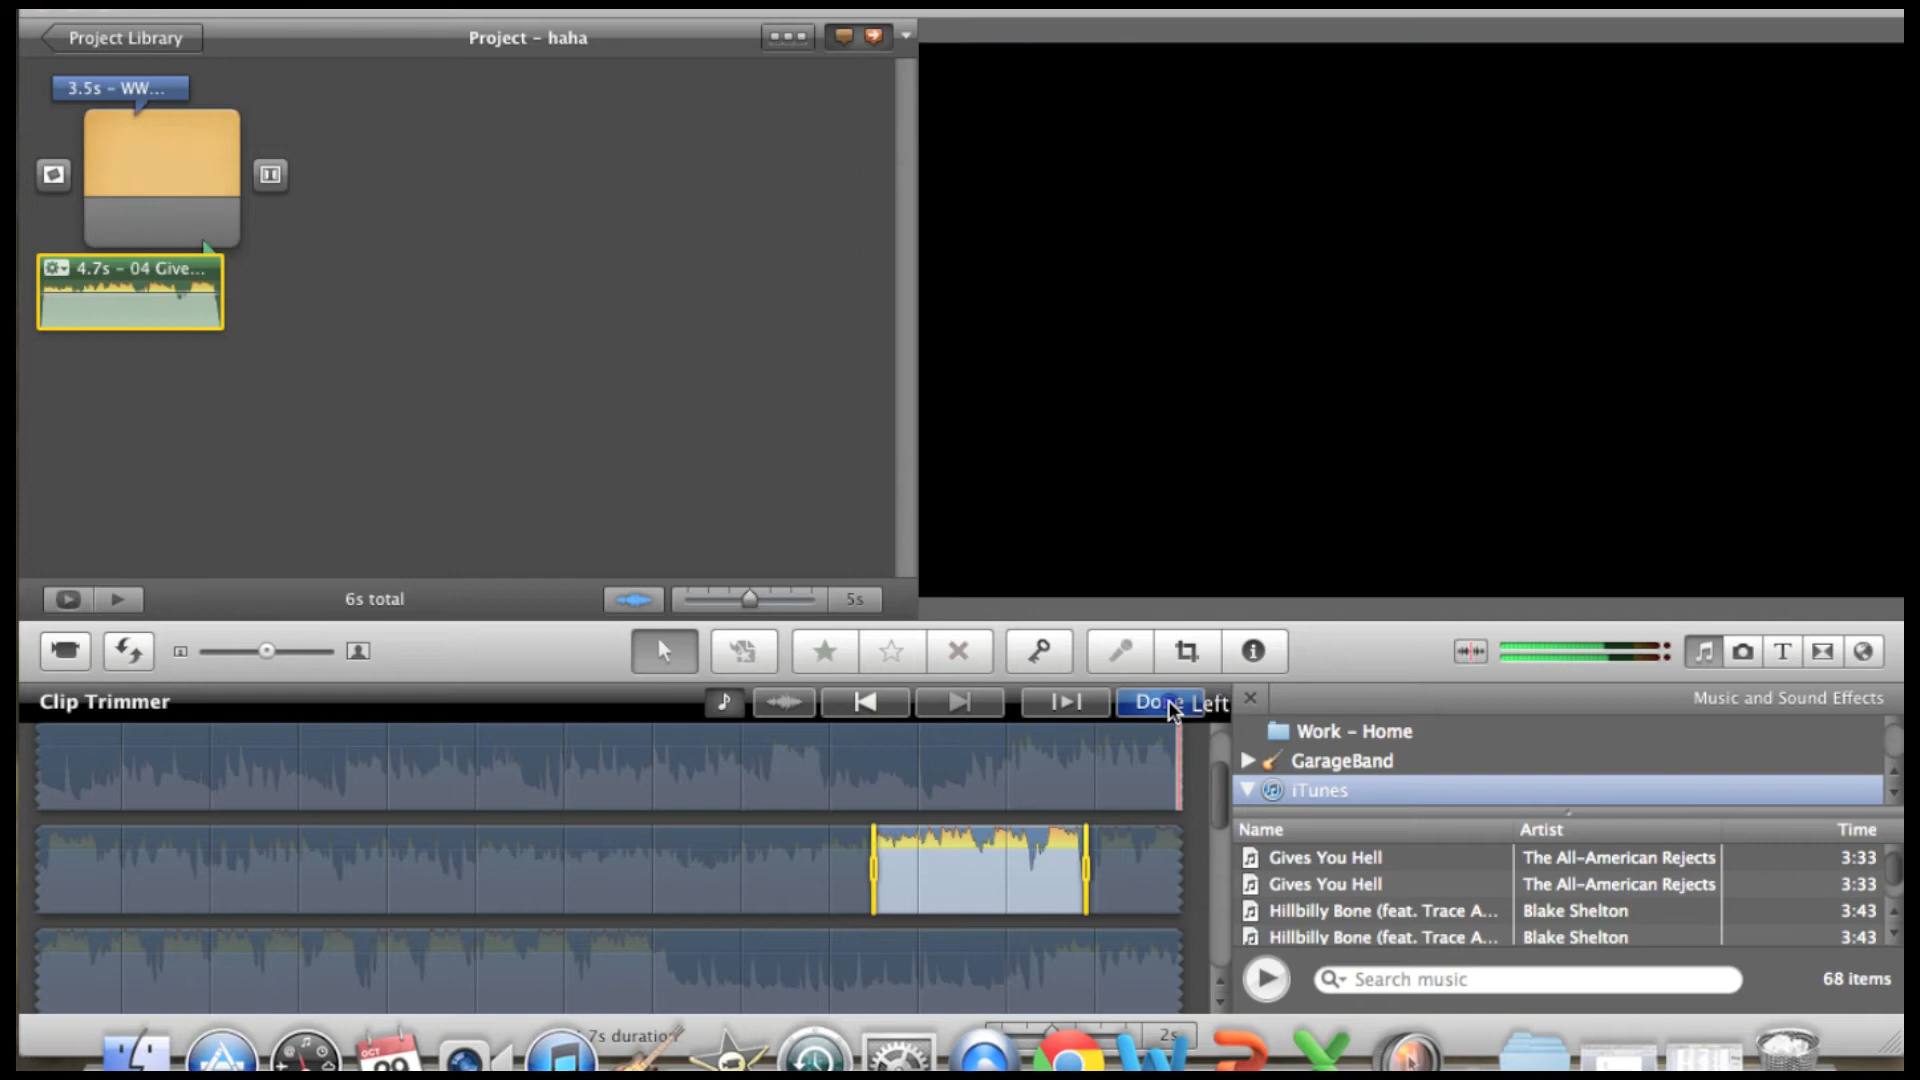 Project Library
Project – haha
3.5s – WW...
4.7s – 04 Give...
6s total
5s
Clip Trimmer
Left
Music and Sound Effects
Work – Home
GarageBand
iTunes
Name Artist Time
Gives You Hell The All–American Rejects 3:33
Gives You Hell The All–American Rejects 3:33
Hillbilly Bone (feat. Trace A... Blake Shelton 3:43
Hillbilly Bone (feat. Trace A... Blake Shelton 3:43
Search music
68 items
7s duration
2s
OCT